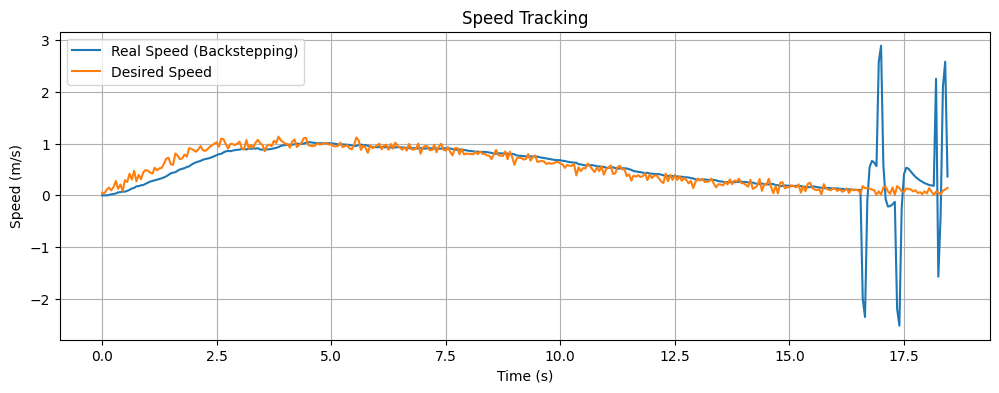 Speed Tracking
Real Speed (Backstepping)
Desired Speed
Speed (m/s)
3
2
1
0
−1
−2
0.0 2.5 5.0 7.5 10.0 12.5 15.0 17.5
Time (s)